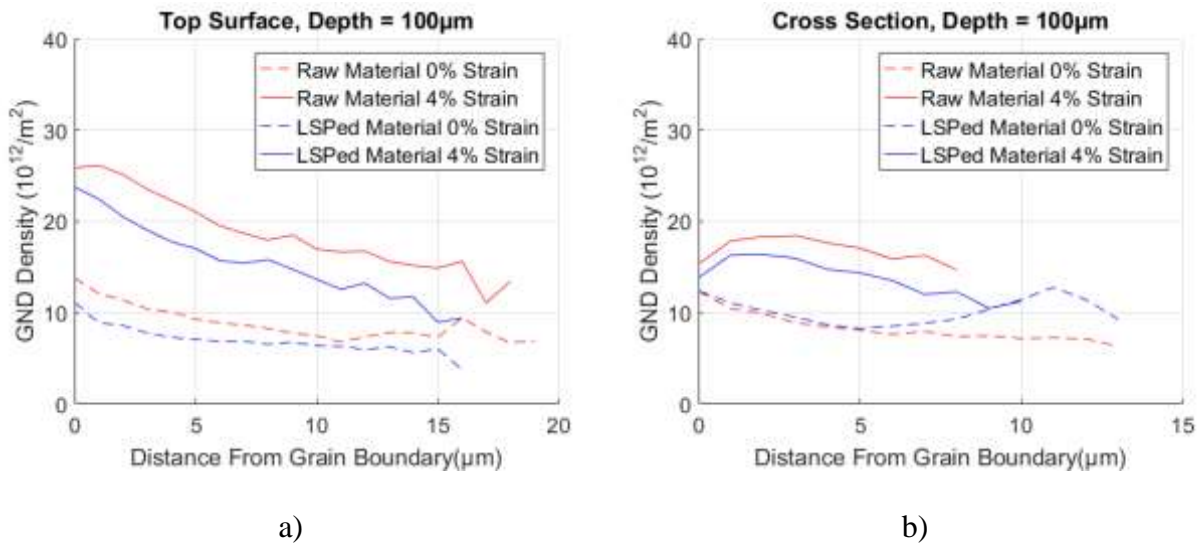 Top Surface, Depth = 100µm
40
30
20
10
0
GND Density (10^12/m^2)
Raw Material 0% Strain
Raw Material 4% Strain
LSPed Material 0% Strain
LSPed Material 4% Strain
0 5 10 15 20
Distance From Grain Boundary(µm)
a)
Cross Section, Depth = 100µm
40
30
20
10
0
GND Density (10^12/m^2)
Raw Material 0% Strain
Raw Material 4% Strain
LSPed Material 0% Strain
LSPed Material 4% Strain
0 5 10 15
Distance From Grain Boundary(µm)
b)